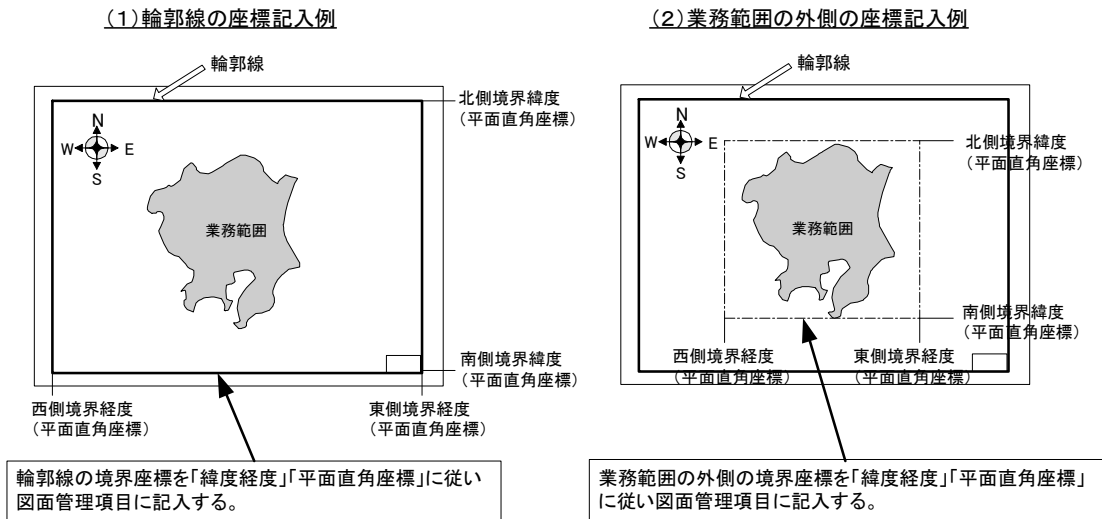 (1)輪郭線の座標記入例
輪郭線
北側境界緯度
(平面直角座標)
N
W
E
S
業務範囲
南側境界緯度
(平面直角座標)
西側境界経度
(平面直角座標)
東側境界経度
(平面直角座標)
輪郭線の境界座標を「緯度経度」「平面直角座標」に従い
図面管理項目に記入する。
(2)業務範囲の外側の座標記入例
輪郭線
N
W
E
S
北側境界緯度
(平面直角座標)
業務範囲
南側境界緯度
(平面直角座標)
西側境界経度
(平面直角座標)
東側境界経度
(平面直角座標)
業務範囲の外側の境界座標を「緯度経度」「平面直角座標」
に従い図面管理項目に記入する。